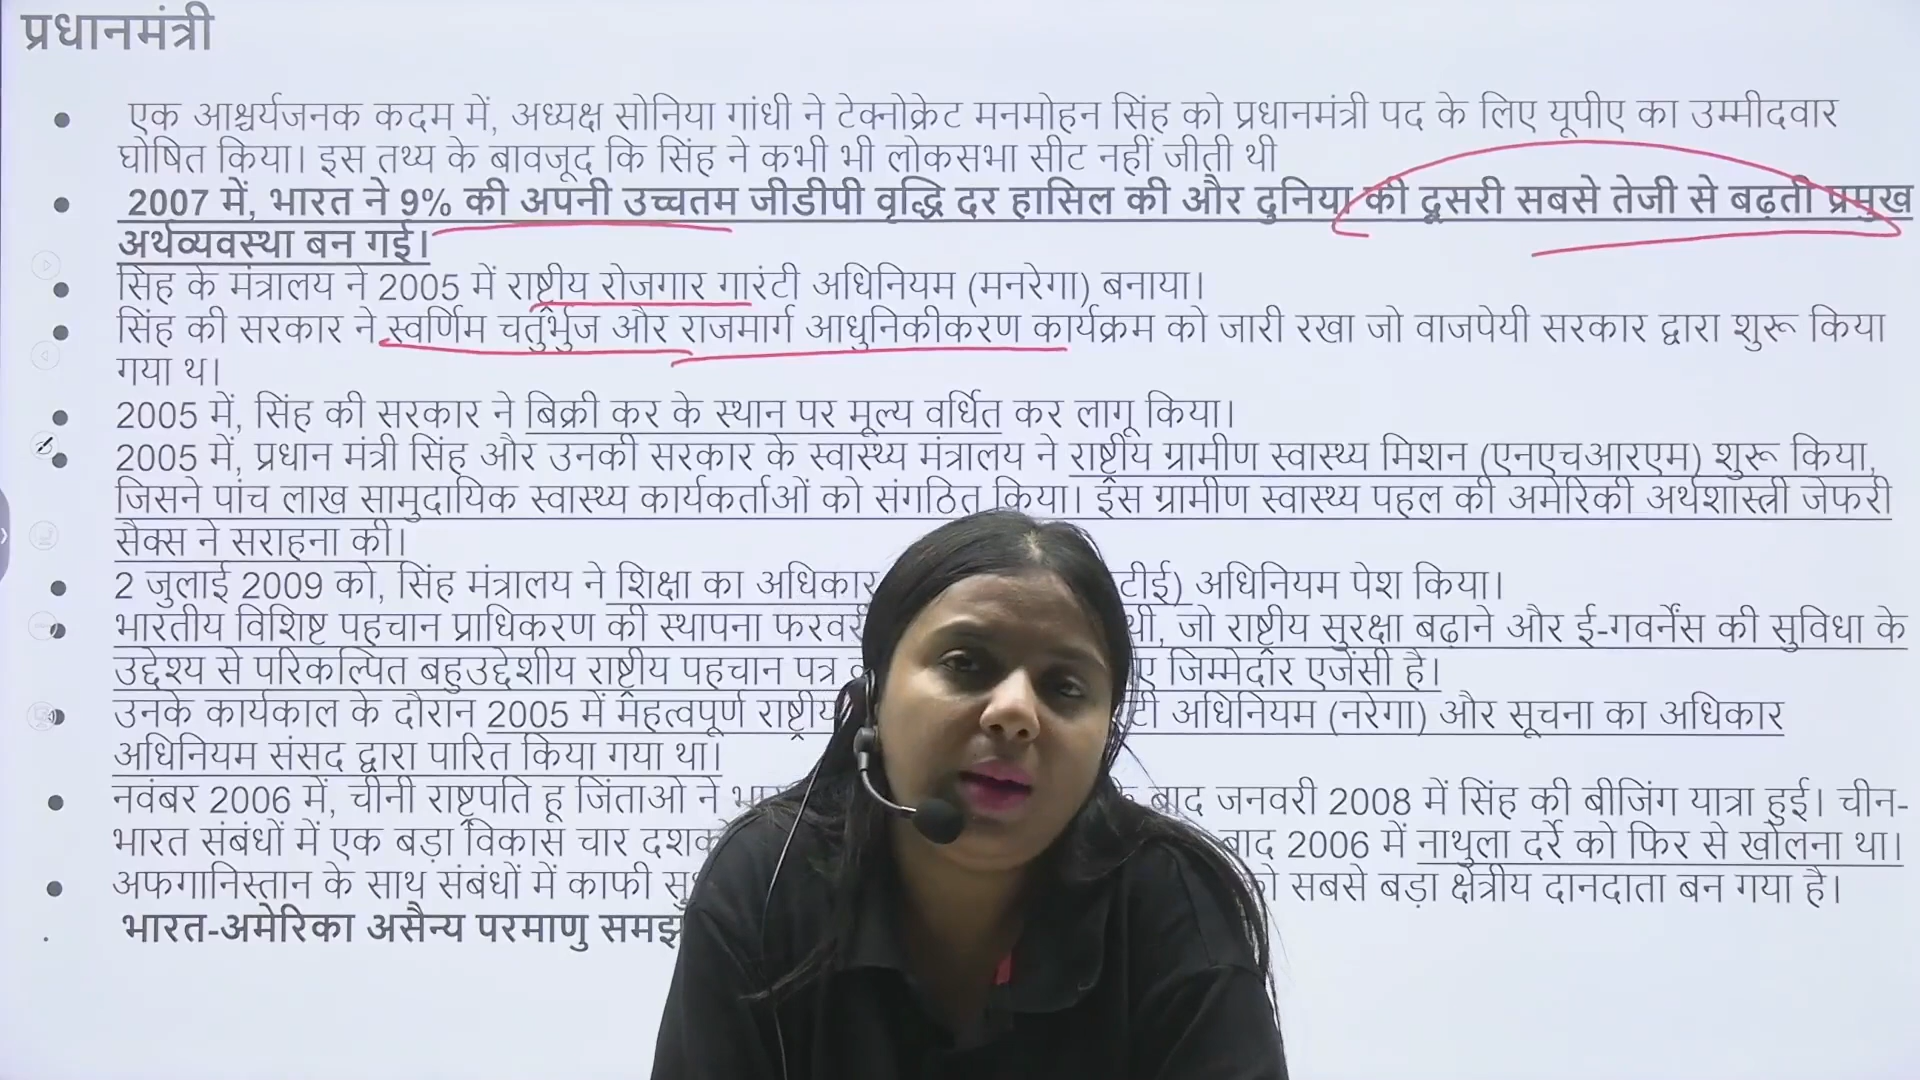 प्रधानमंत्री
एक आश्चर्यजनक कदम में, अध्यक्ष सोनिया गांधी ने टेक्नोक्रेट मनमोहन सिंह को प्रधानमंत्री पद के लिए यूपीए का उम्मीदवार
घोषित किया। इस तथ्य के बावजूद कि सिंह ने कभी भी लोकसभा सीट नहीं जीती थी
2007 में, भारत ने 9% की अपनी उच्चतम जीडीपी वृद्धि दर हासिल की और दुनिया की दूसरी सबसे तेजी से बढ़ती प्रमुख
अर्थव्यवस्था बन गई।
सिंह के मंत्रालय ने 2005 में राष्ट्रीय रोजगार गारंटी अधिनियम (मनरेगा) बनाया।
सिंह की सरकार ने स्वर्णिम चतुर्भुज और राजमार्ग आधुनिकीकरण कार्यक्रम को जारी रखा जो वाजपेयी सरकार द्वारा शुरू किया
गया थ।
2005 में, सिंह की सरकार ने बिक्री कर के स्थान पर मूल्य वर्धित कर लागू किया।
2005 में, प्रधान मंत्री सिंह और उनकी सरकार के स्वास्थ्य मंत्रालय ने राष्ट्रीय ग्रामीण स्वास्थ्य मिशन (एनएचआरएम) शुरू किया,
जिसने पांच लाख सामुदायिक स्वास्थ्य कार्यकर्ताओं को संगठित किया। इस ग्रामीण स्वास्थ्य पहल की अमेरिकी अर्थशास्त्री जेफरी
सैक्स ने सराहना की।
2 जुलाई 2009 को, सिंह मंत्रालय ने शिक्षा का अधिकार अधिनियम पेश किया।
भारतीय विशिष्ट पहचान प्राधिकरण की स्थापना जो राष्ट्रीय सुरक्षा बढ़ाने और ई-गवर्नेंस की सुविधा के
उद्देश्य से परिकल्पित बहुउद्देशीय राष्ट्रीय पहचान पत्र जिम्मेदार एजेंसी है।
उनके कार्यकाल के दौरान 2005 में महत्वपूर्ण राष्ट्रीय अधिनियम (नरेगा) और सूचना का अधिकार
अधिनियम संसद द्वारा पारित किया गया था।
नवंबर 2006 में, चीनी राष्ट्रपति हू जिंताओ ने बाद जनवरी 2008 में सिंह की बीजिंग यात्रा हुई। चीन-
भारत संबंधों में एक बड़ा विकास चार बाद 2006 में नाथुला दर्रे को फिर से खोलना था।
अफगानिस्तान के साथ संबंधों में काफी सबसे बड़ा क्षेत्रीय दानदाता बन गया है।
भारत-अमेरिका असैन्य परमाणु